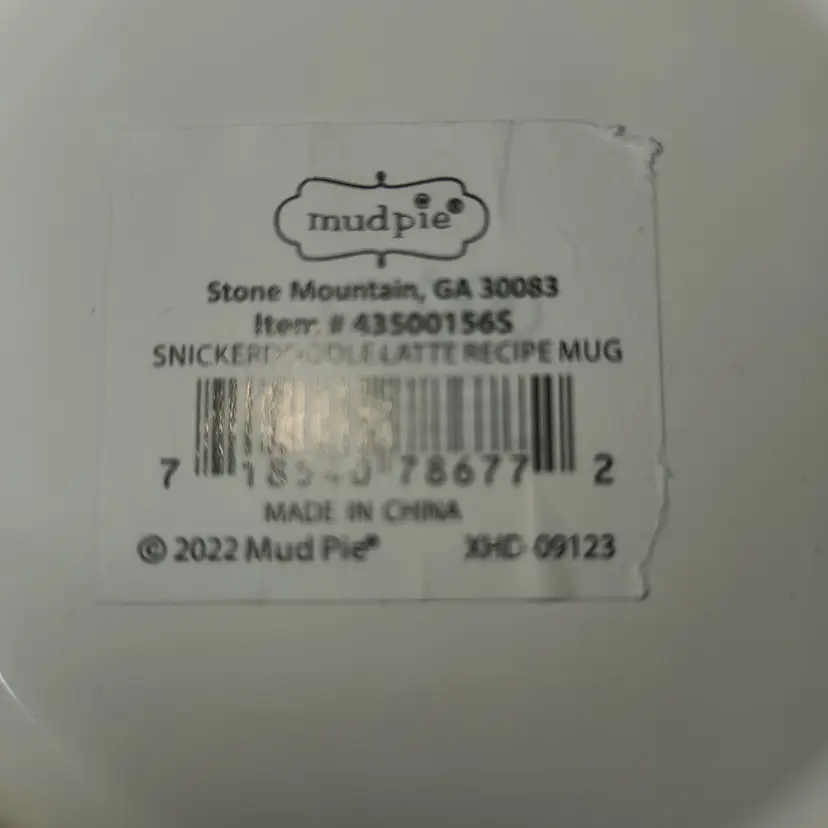 mudpie®
Stone Mountain, GA 30083
Item # 43500156S
SNICKERDOODLE LATTE RECIPE MUG
7 18540 78677 2
MADE IN CHINA
© 2022 Mud Pie® XHD-09123